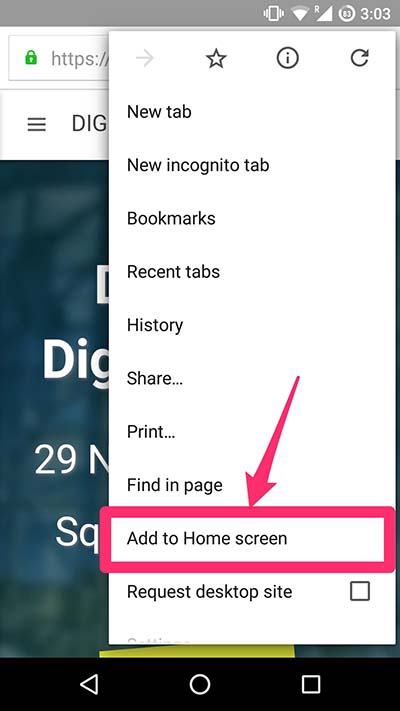 R 83 3:03
https:/
DIG
New tab
New incognito tab
Bookmarks
Recent tabs
History
Share...
Print...
Find in page
Add to Home screen
Request desktop site
Settings
Dig
29 N
Sq